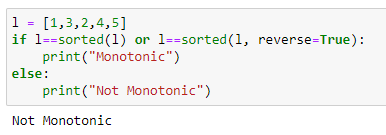 l = [1,3,2,4,5]
if l==sorted(l) or l==sorted(l, reverse=True):
    print("Monotonic")
else:
    print("Not Monotonic")
Not Monotonic